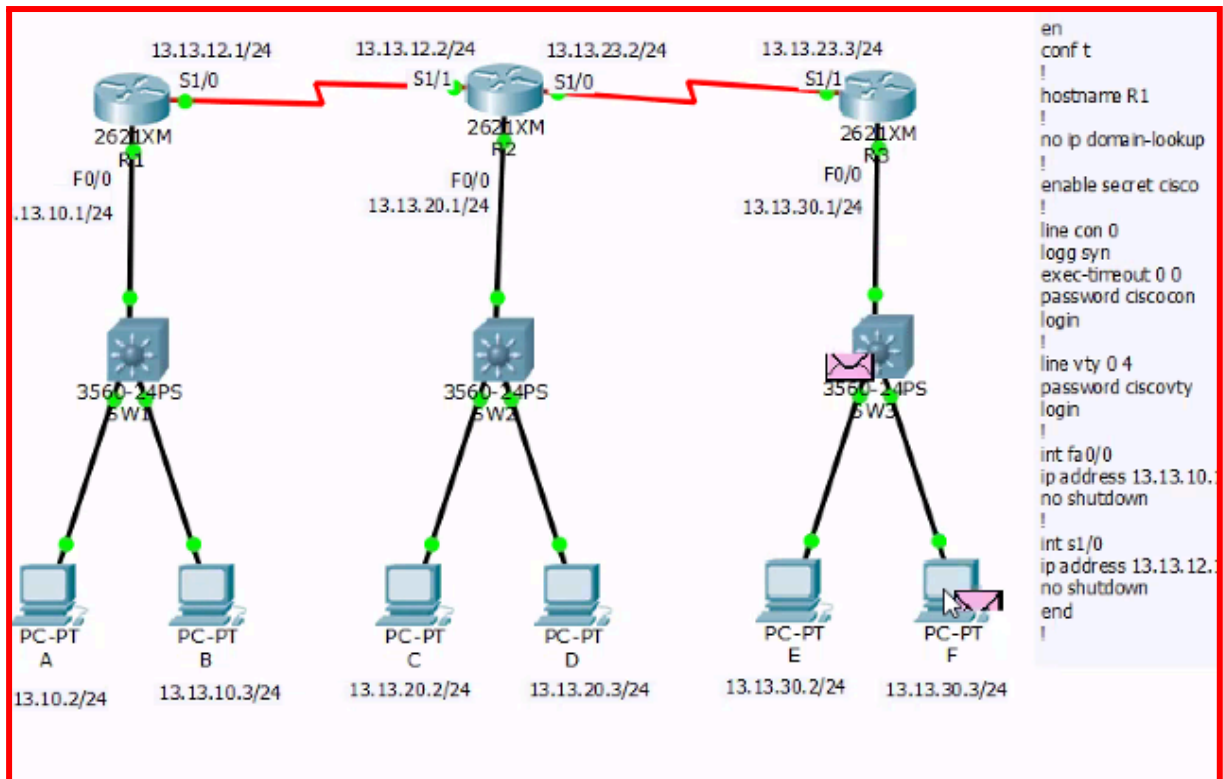 13.13.12.1/24
13.13.12.2/24
13.13.23.2/24
13.13.23.3/24
S1/0
S1/1
S1/0
S1/1
2621XM
R1
2621XM
R2
2621XM
R3
F0/0
.13.10.1/24
F0/0
13.13.20.1/24
F0/0
13.13.30.1/24
3560-24PS
SW1
3560-24PS
SW2
3560-24PS
SW3
PC-PT
A
PC-PT
B
PC-PT
C
PC-PT
D
PC-PT
E
PC-PT
F
13.10.2/24
13.13.10.3/24
13.13.20.2/24
13.13.20.3/24
13.13.30.2/24
13.13.30.3/24
en
conf t
!
hostname R1
!
no ip domain-lookup
!
enable secret cisco
!
line con 0
logg syn
exec-timeout 0 0
password ciscocon
login
!
line vty 0 4
password ciscovty
login
!
int fa0/0
ip address 13.13.10.1
no shutdown
!
int s1/0
ip address 13.13.12.1
no shutdown
end
!